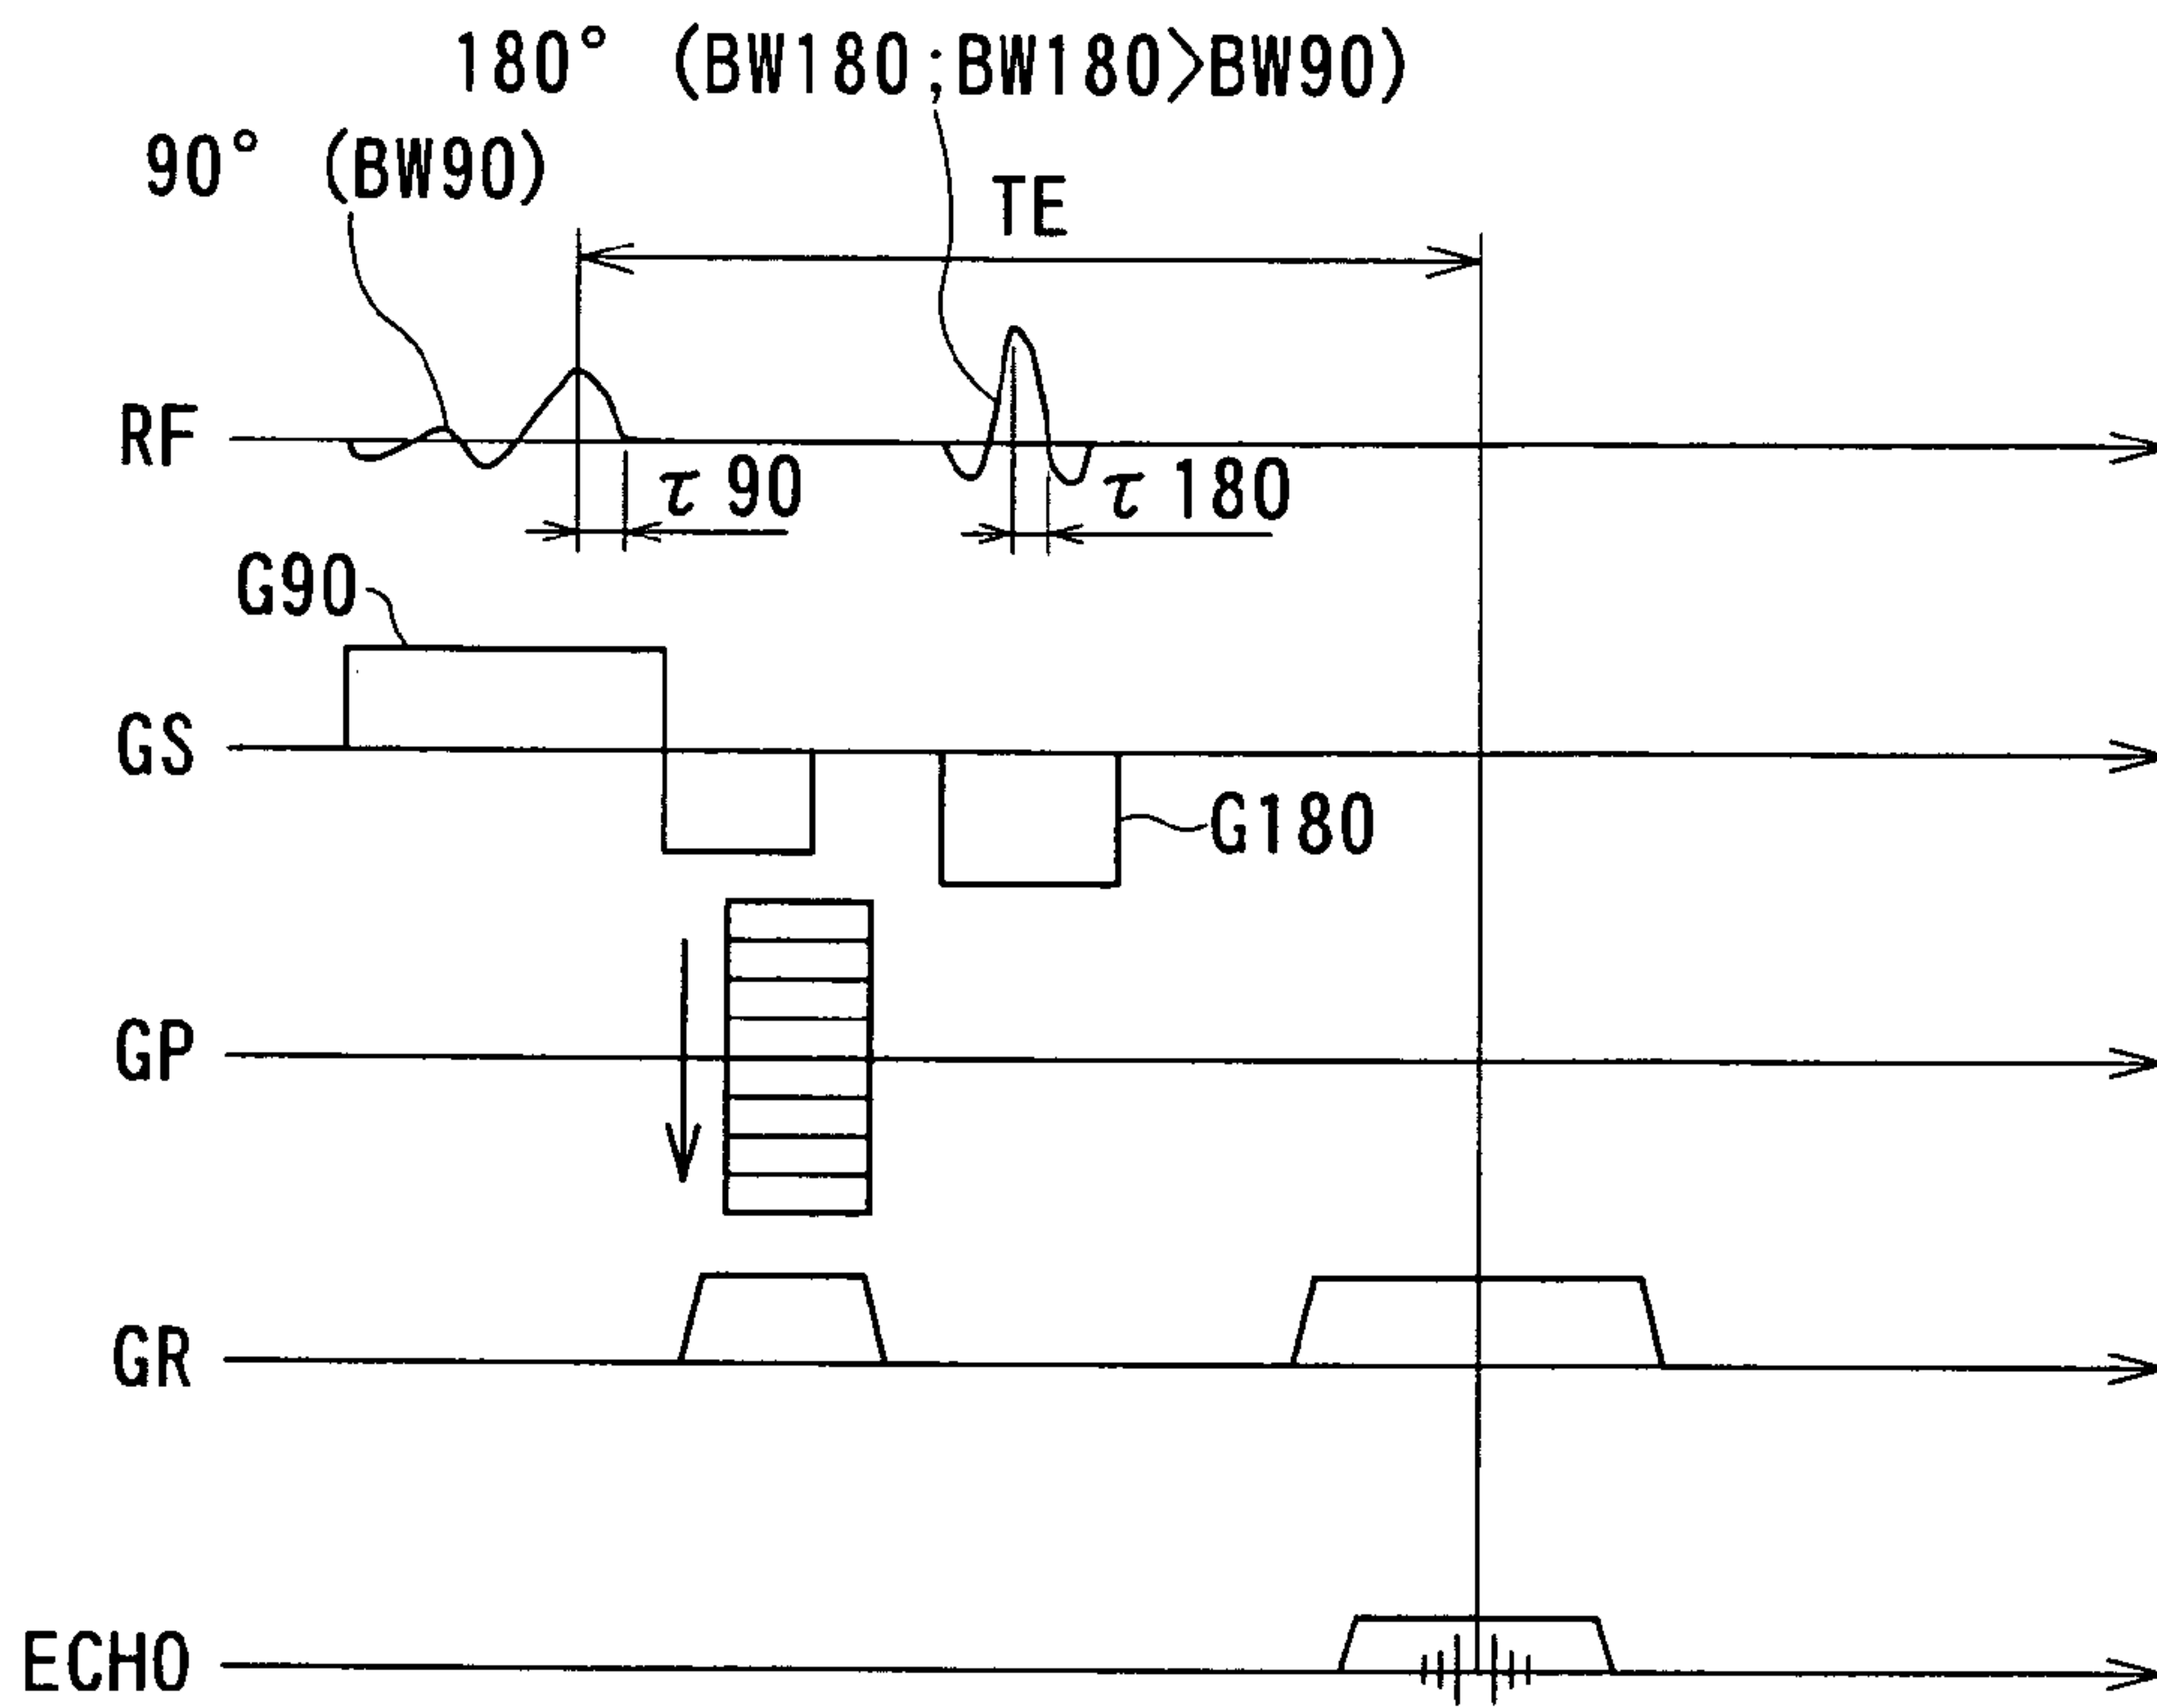 180° (BW180;BW180>BW90)
90° (BW90)
TE
RF
τ 90
τ 180
G90
GS
G180
GP
GR
ECHO